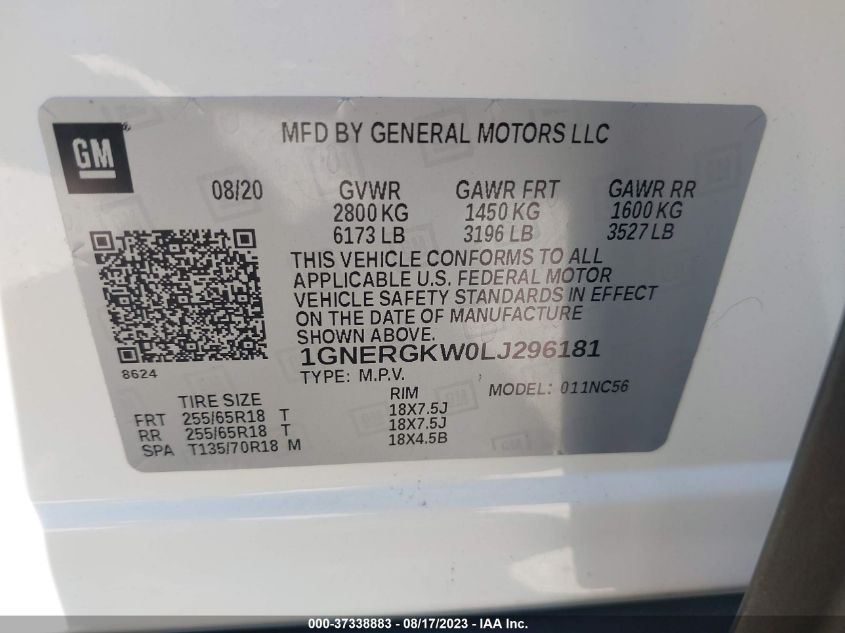 GM
MFD BY GENERAL MOTORS LLC
08/20 GVWR GAWR FRT GAWR RR
2800 KG 1450 KG 1600 KG
6173 LB 3196 LB 3527 LB
THIS VEHICLE CONFORMS TO ALL
APPLICABLE U.S. FEDERAL MOTOR
VEHICLE SAFETY STANDARDS IN EFFECT
ON THE DATE OF MANUFACTURE
SHOWN ABOVE.
1GNERGKW0LJ296181
8624
TYPE: M.P.V. MODEL: 011NC56
TIRE SIZE RIM
FRT 255/65R18 T 18X7.5J
RR 255/65R18 T 18X7.5J
SPA T135/70R18 M 18X4.5B
000-37338883 - 08/17/2023 - IAA Inc.